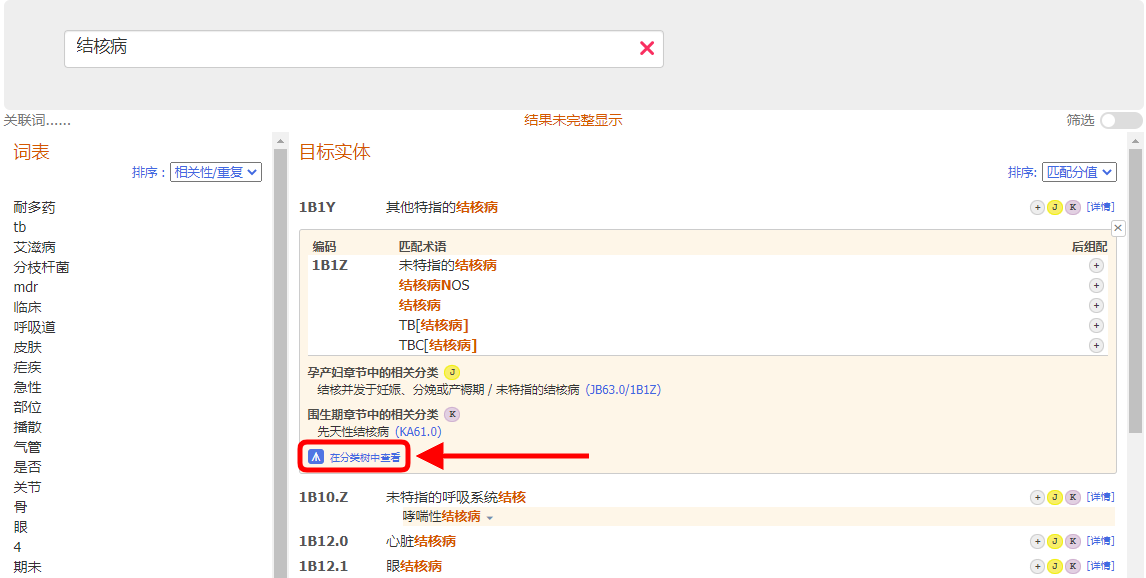 结核病
关联词......
结果未完整显示
筛选
词表
排序： 相关性/重复
耐多药
tb
艾滋病
分枝杆菌
mdr
临床
呼吸道
皮肤
疟疾
急性
部位
播散
气管
是否
关节
骨
眼
4
期末
目标实体
排序: 匹配分值
1B1Y 其他特指的结核病 + J K [详情]
编码 匹配术语 后组配
1B1Z 未特指的结核病 +
结核病NOS +
结核病 +
TB[结核病] +
TBC[结核病] +
孕产妇章节中的相关分类 J
结核并发于妊娠、分娩或产褥期 / 未特指的结核病 (JB63.0/1B1Z)
围生期章节中的相关分类 K
先天性结核病 (KA61.0)
在分类树中查看
1B10.Z 未特指的呼吸系统结核 + J K [详情]
哮喘性结核病
1B12.0 心脏结核病 + J K [详情]
1B12.1 眼结核病 + J K [详情]